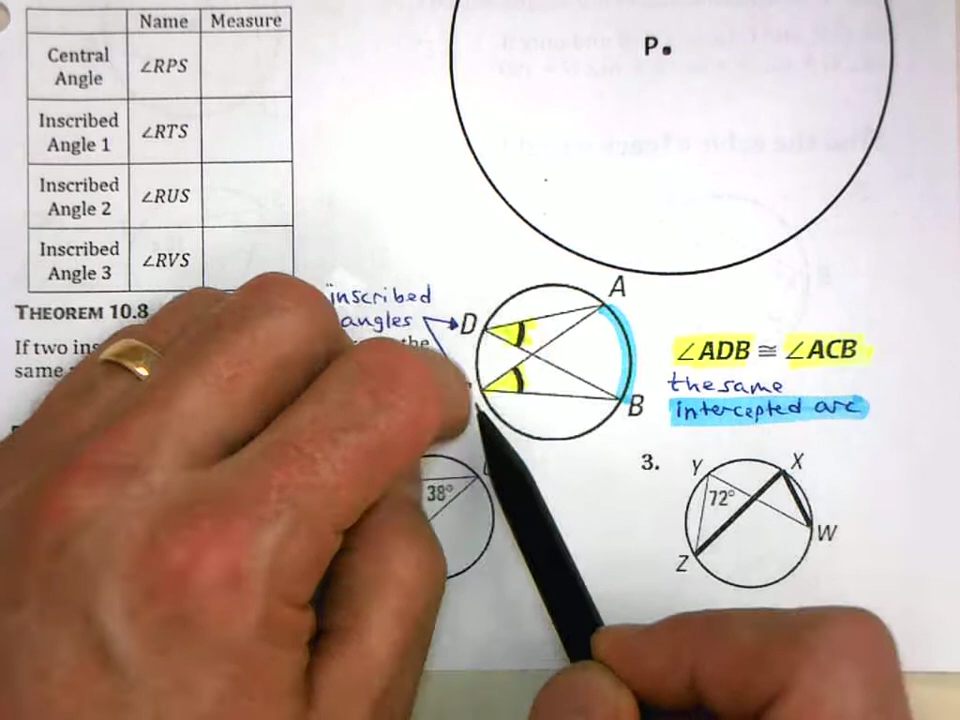 Name Measure
Central Angle ∠RPS
Inscribed Angle 1 ∠RTS
Inscribed Angle 2 ∠RUS
Inscribed Angle 3 ∠RVS
P
THEOREM 10.8
If two
same
the
inscribed
angles
D
A
B
∠ADB ≅ ∠ACB
the same
intercepted arc
38°
3.
Y
X
72°
W
Z